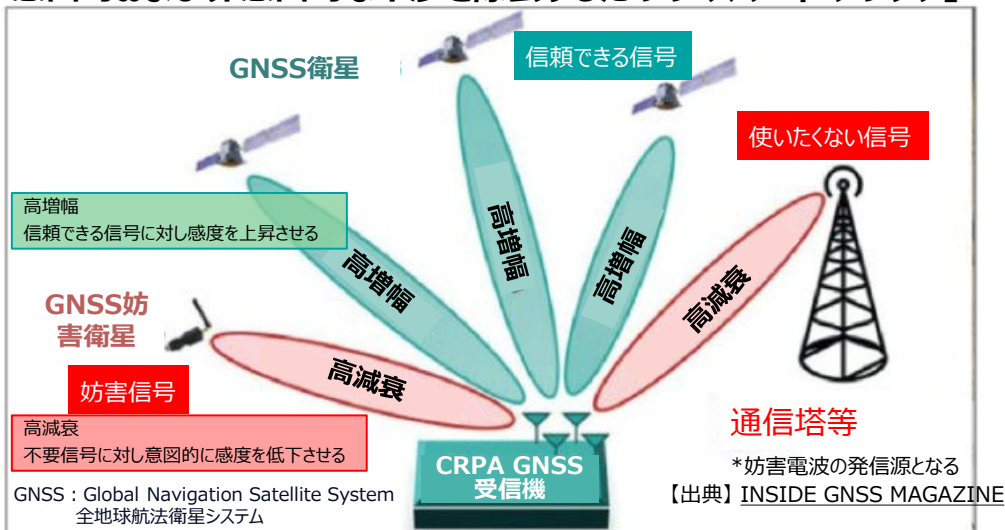 GNSS衛星
信頼できる信号
使いたくない信号
高増幅
信頼できる信号に対し感度を上昇させる
高増幅
高増幅
高増幅
高減衰
GNSS妨
害衛星
高減衰
妨害信号
高減衰
不要信号に対し意図的に感度を低下させる
通信塔等
*妨害電波の発信源となる
CRPA GNSS
受信機
【出典】 INSIDE GNSS MAGAZINE
GNSS：Global Navigation Satellite System
全地球航法衛星システム